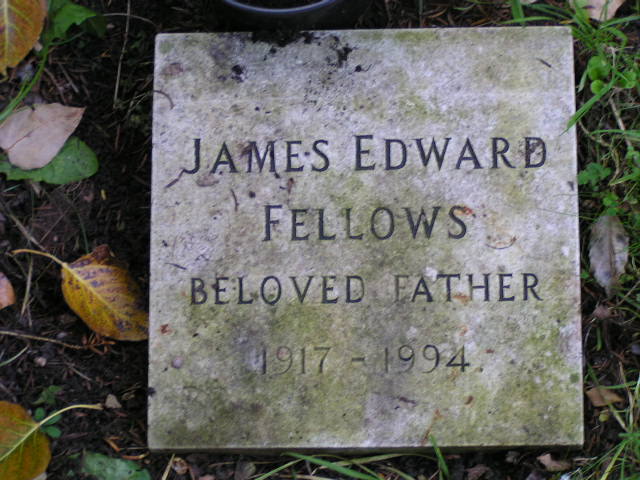 JAMES EDWARD
FELLOWS
BELOVED FATHER
1917 - 1994